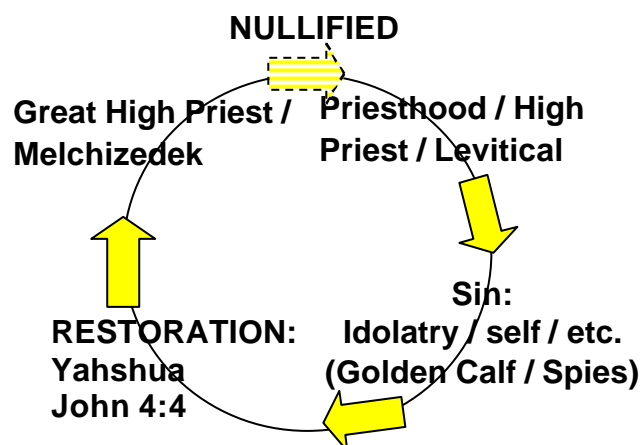 NULLIFIED
Great High Priest /
Melchizedek
Priesthood / High
Priest / Levitical
Sin:
Idolatry / self / etc.
(Golden Calf / Spies)
RESTORATION:
Yahshua
John 4:4